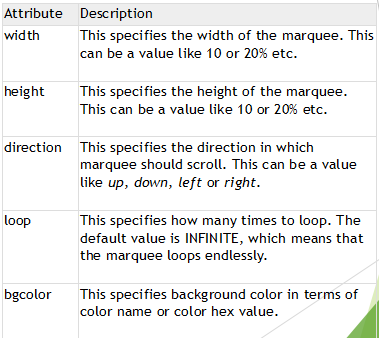 Attribute Description
width This specifies the width of the marquee. This
can be a value like 10 or 20% etc.
height This specifies the height of the marquee.
This can be a value like 10 or 20% etc.
direction This specifies the direction in which
marquee should scroll. This can be a value
like up, down, left or right.
loop This specifies how many times to loop. The
default value is INFINITE, which means that
the marquee loops endlessly.
bgcolor This specifies background color in terms of
color name or color hex value.